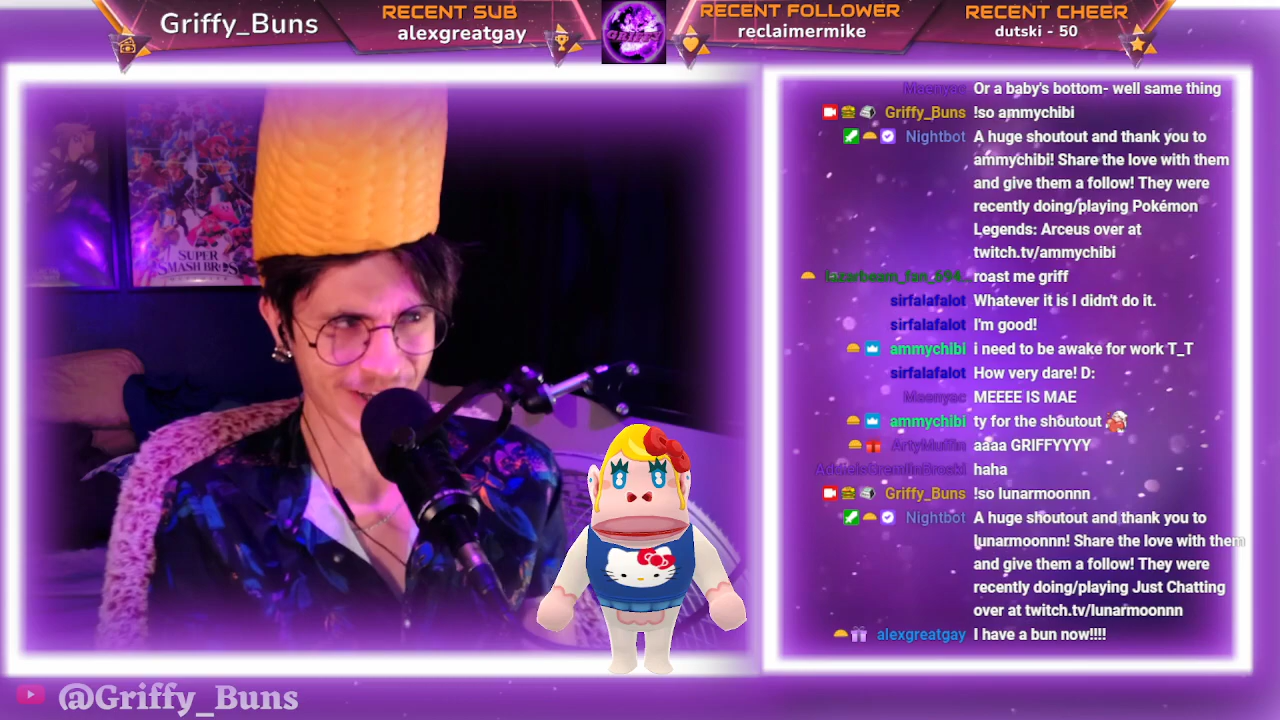 Griffy_Buns
RECENT SUB
alexgreatgay
RECENT FOLLOWER
reclaimermike
RECENT CHEER
dutski - 50
SUPER
SMASH BROS
Or a baby's bottom- well same thing
Griffy_Buns !so ammychibi
Nightbot A huge shoutout and thank you to
ammychibi! Share the love with them
and give them a follow! They were
recently doing/playing Pokémon
Legends: Arceus over at
twitch.tv/ammychibi
lazarbeam_fan_694. roast me griff
sirfalafalot Whatever it is I didn't do it.
sirfalafalot I'm good!
ammychibi i need to be awake for work T_T
sirfalafalot How very dare! D:
MEEEE IS MAE
ammychibi ty for the shoutout
ArtyMuffin aaaa GRIFFYYYY
haha
Griffy_Buns !so lunarmoonnn
Nightbot A huge shoutout and thank you to
lunarmoonnn! Share the love with them
and give them a follow! They were
recently doing/playing Just Chatting
over at twitch.tv/lunarmoonnn
alexgreatgay I have a bun now!!!!
@Griffy_Buns